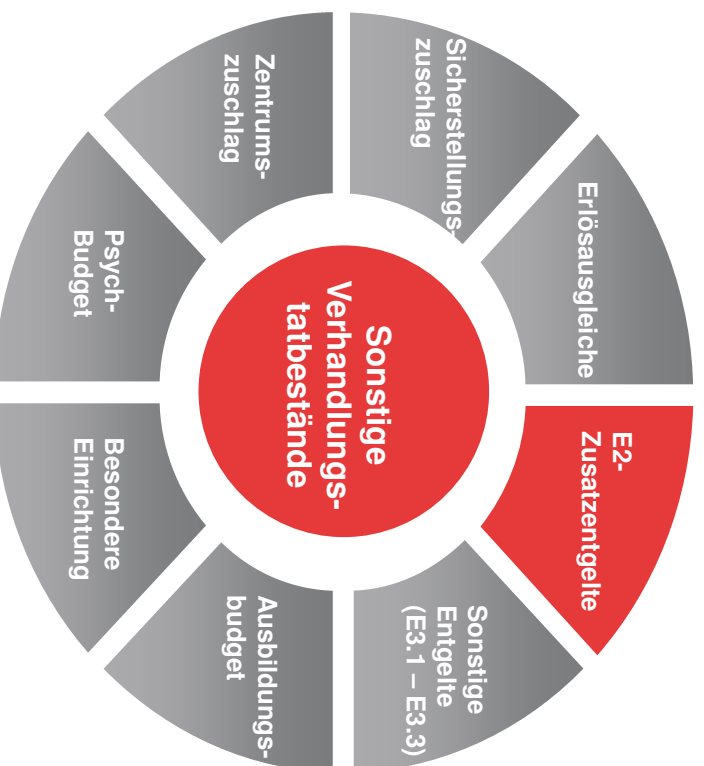 Sonstige
Verhandlungs-
tatbestände
E2-
Zusatzentgelte
Sonstige
Entgelte
(E3.1 – E3.3)
Ausbildungs-
budget
Besondere
Einrichtung
Psych-
Budget
Zentrums-
zuschlag
Sicherstellungs-
zuschlag
Erlösausgleiche